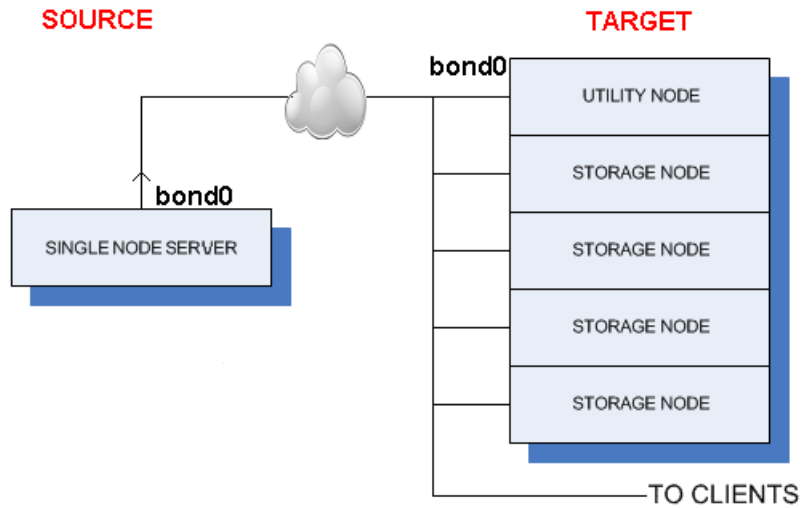 SOURCE
TARGET
bond0
UTILITY NODE
STORAGE NODE
bond0
SINGLE NODE SERVER
STORAGE NODE
STORAGE NODE
STORAGE NODE
TO CLIENTS